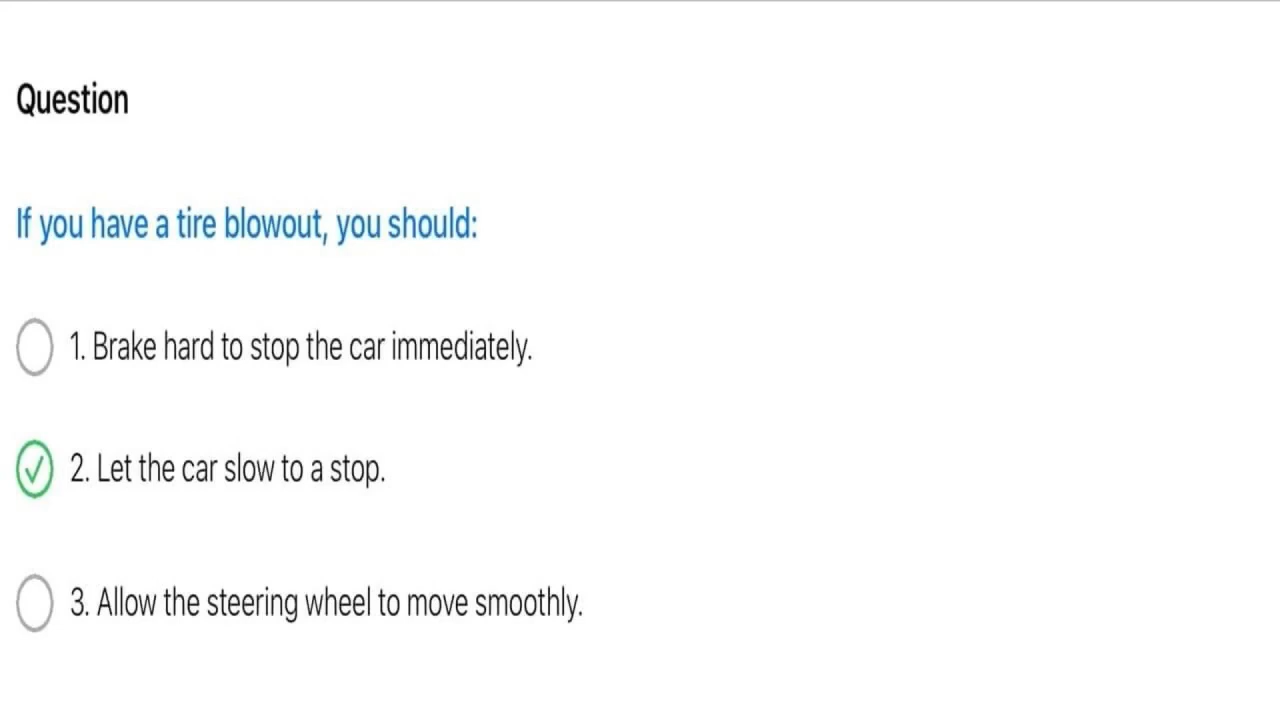 Question
If you have a tire blowout, you should:
1. Brake hard to stop the car immediately.
2. Let the car slow to a stop.
3. Allow the steering wheel to move smoothly.